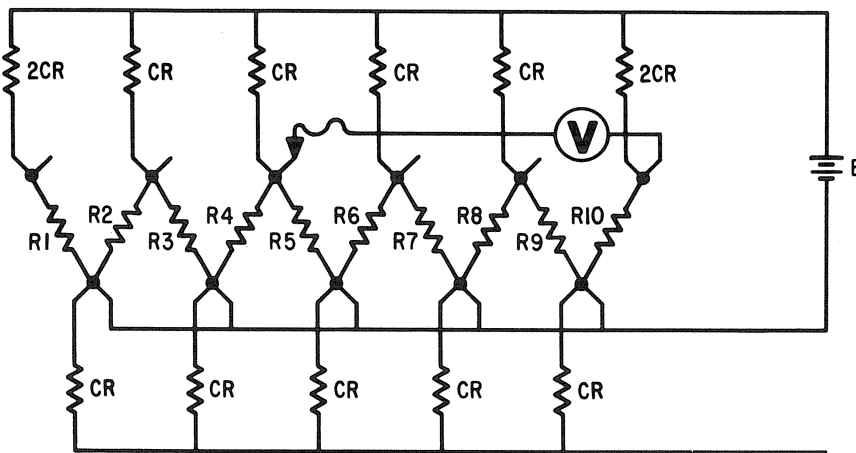 2CR CR CR CR CR 2CR
V
E
R1 R2 R3 R4 R5 R6 R7 R8 R9 R10
CR CR CR CR CR